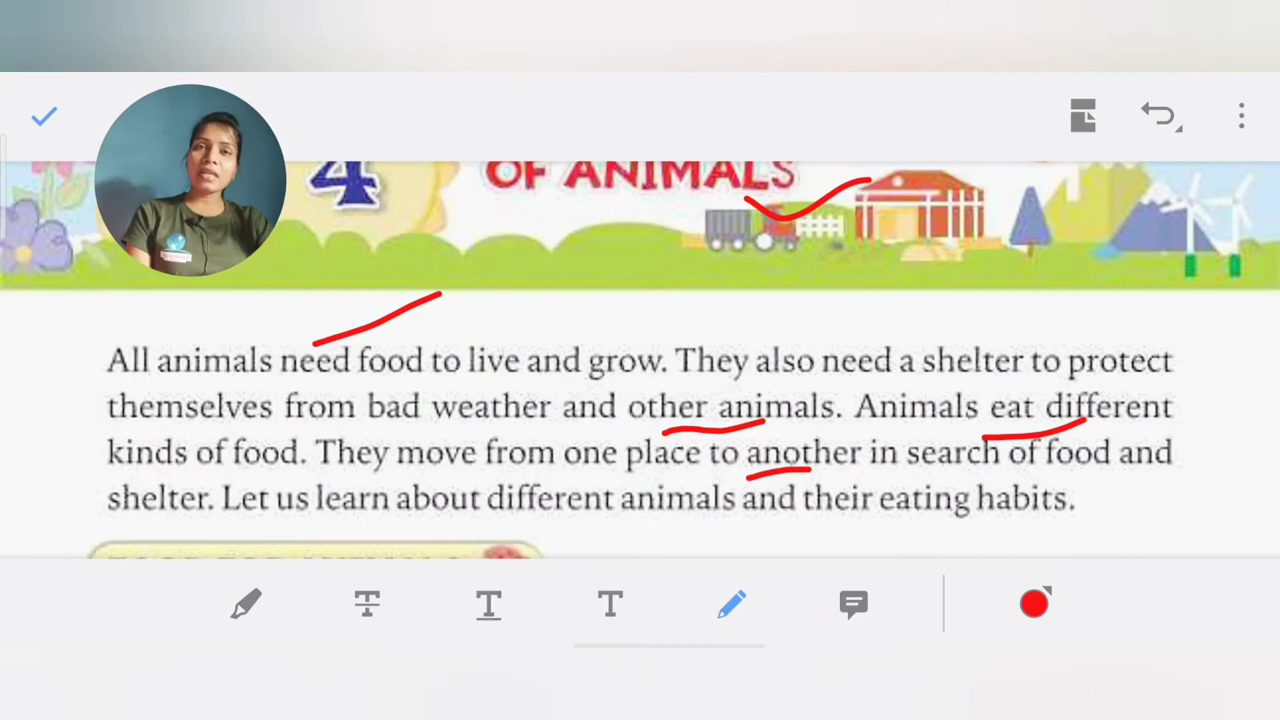 4
OF ANIMALS
All animals need food to live and grow. They also need a shelter to protect
themselves from bad weather and other animals. Animals eat different
kinds of food. They move from one place to another in search of food and
shelter. Let us learn about different animals and their eating habits.